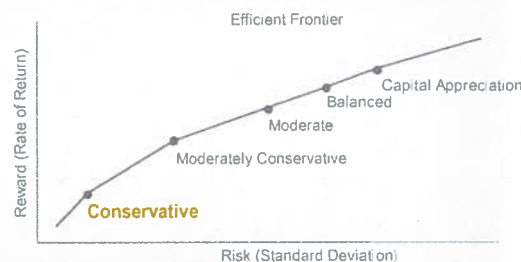 Efficient Frontier
Reward (Rate of Return)
Capital Appreciation
Balanced
Moderate
Moderately Conservative
Conservative
Risk (Standard Deviation)